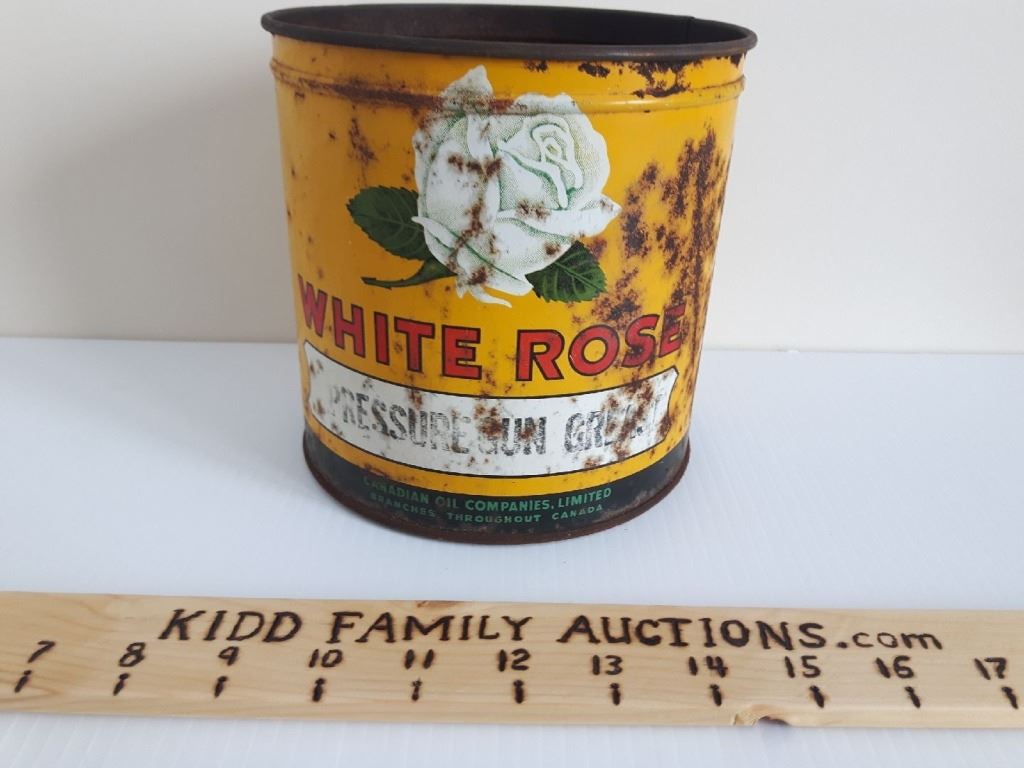 WHITE ROSE
PRESSURE GUN GREASE
CANADIAN OIL COMPANIES, LIMITED
BRANCHES THROUGHOUT CANADA
KIDD FAMILY AUCTIONS.com
7 8 9 10 11 12 13 14 15 16 17